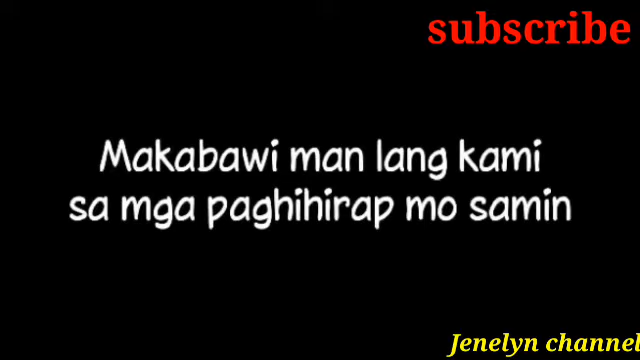 subscribe
Makabawi man lang kami
sa mga paghihirap mo samin
Jenelyn channel